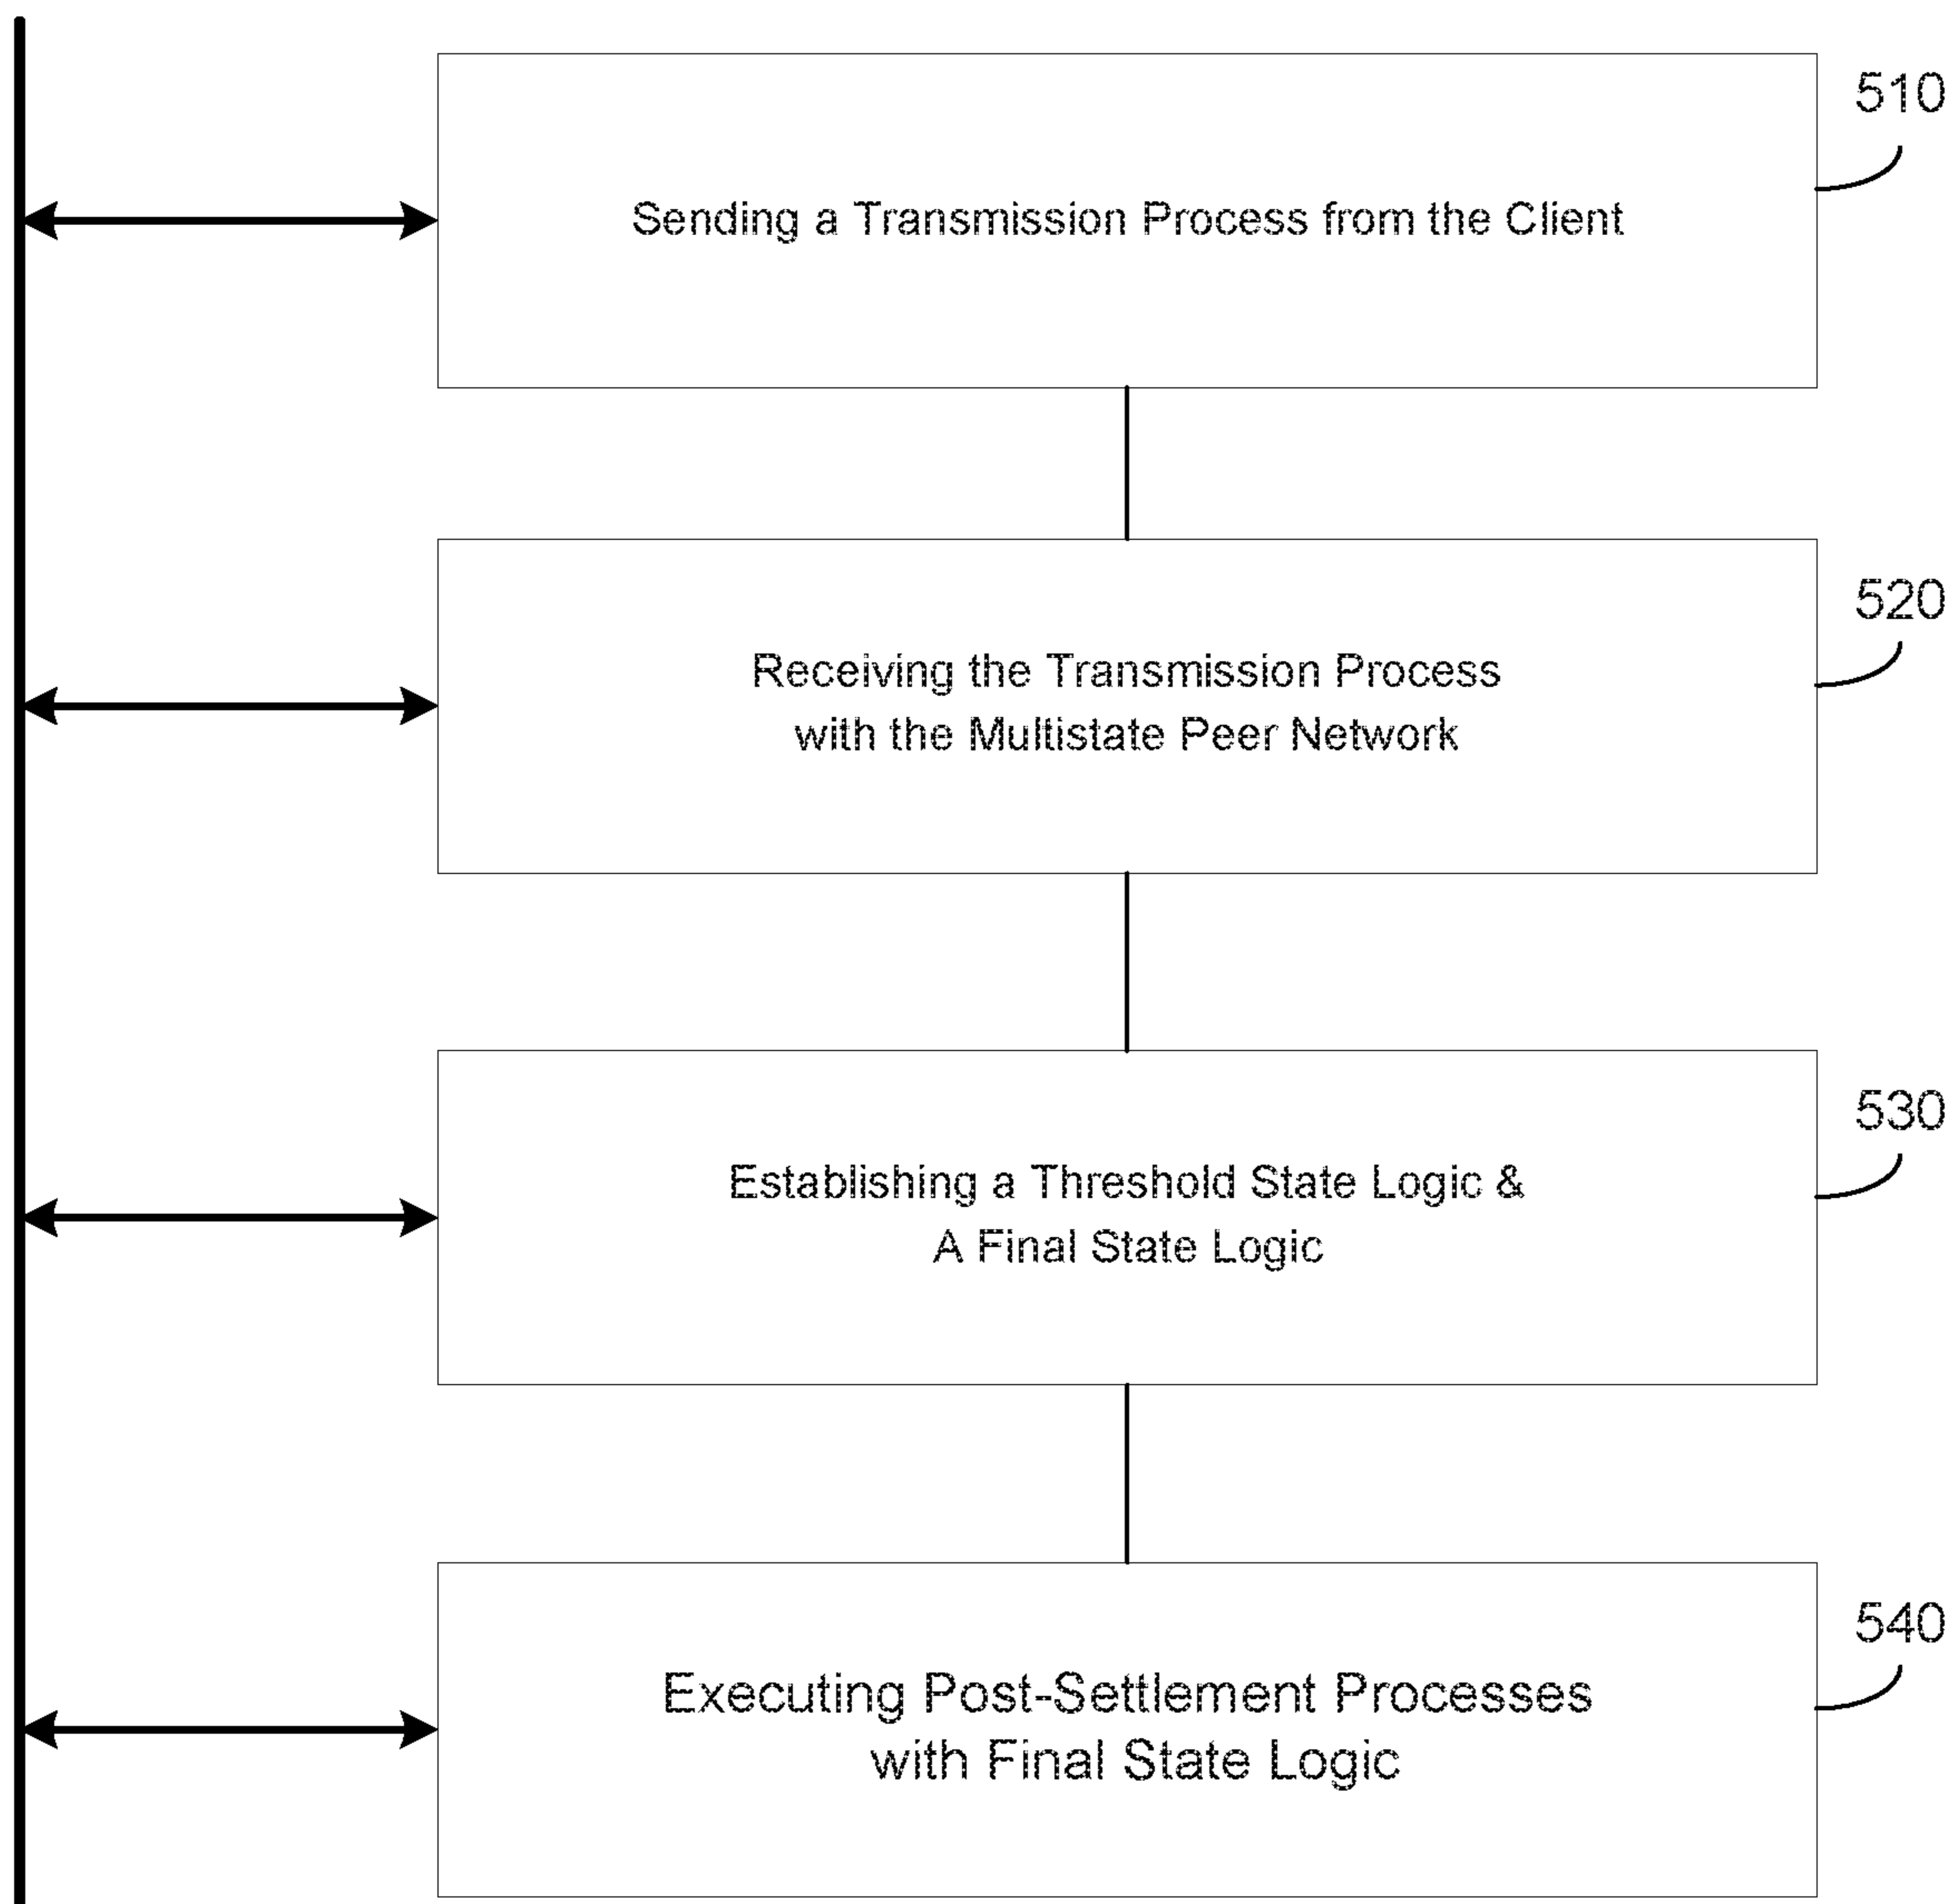 510
Sending a Transmission Process from the Client
520
Receiving the Transmission Process
with the Multistate Peer Network
530
Establishing a Threshold State Logic &
A Final State Logic
540
Executing Post-Settlement Processes
with Final State Logic